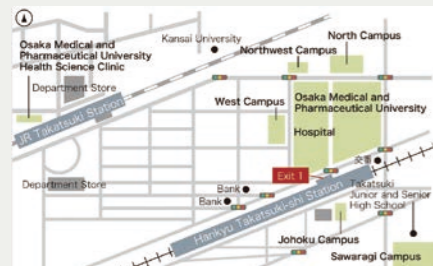 Kansai University
North Campus
Osaka Medical and
Pharmaceutical University
Health Science Clinic
Northwest Campus
Department Store
West Campus
Osaka Medical and
Pharmaceutical University
Hospital
JR Takatsuki Station
Exit 1
交番
Takatsuki
Junior and Senior
High School
Department Store
Bank
Bank
Hankyu Takatsuki-shi Station
Johoku Campus
Sawaragi Campus